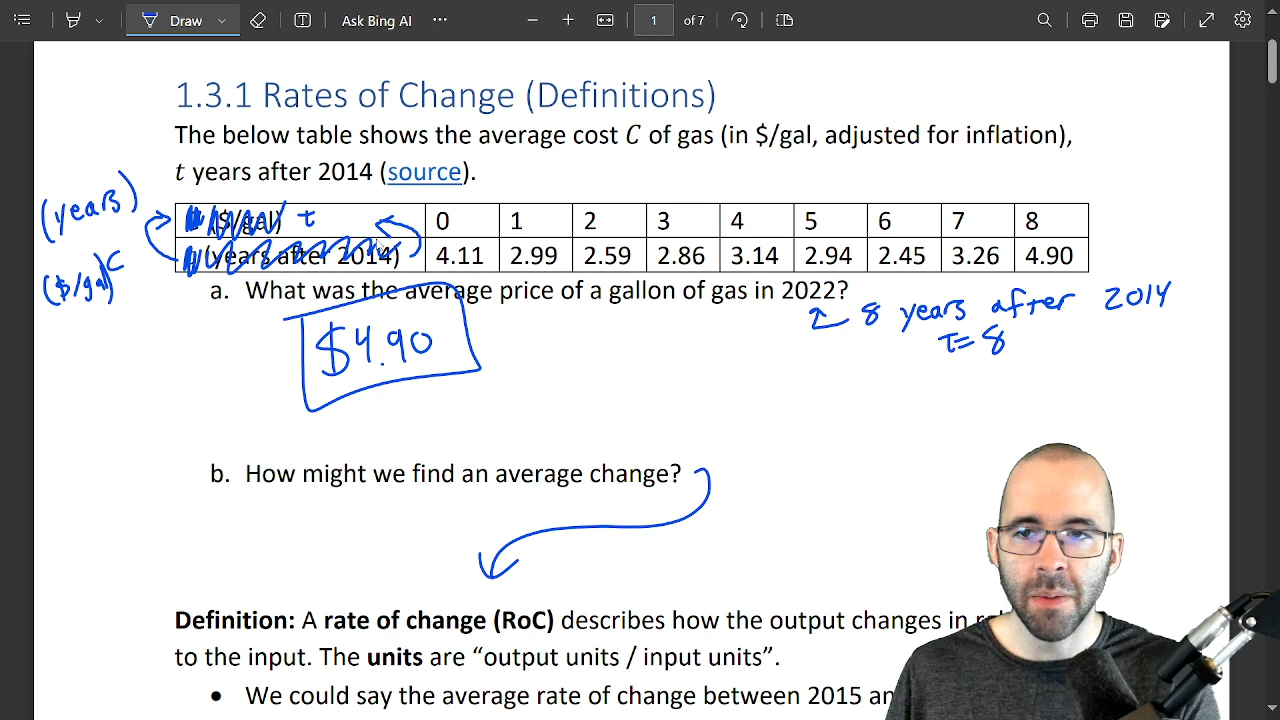 Draw
Ask Bing AI
1 of 7
1.3.1 Rates of Change (Definitions)
The below table shows the average cost C of gas (in $/gal, adjusted for inflation),
t years after 2014 (source).
(years) ($/gal) t 0 1 2 3 4 5 6 7 8
($/gal) C (years after 2014) 4.11 2.99 2.59 2.86 3.14 2.94 2.45 3.26 4.90
a. What was the average price of a gallon of gas in 2022?
8 years after 2014
t=8
$4.90
b. How might we find an average change?
Definition: A rate of change (RoC) describes how the output changes in
to the input. The units are “output units / input units”.
• We could say the average rate of change between 2015